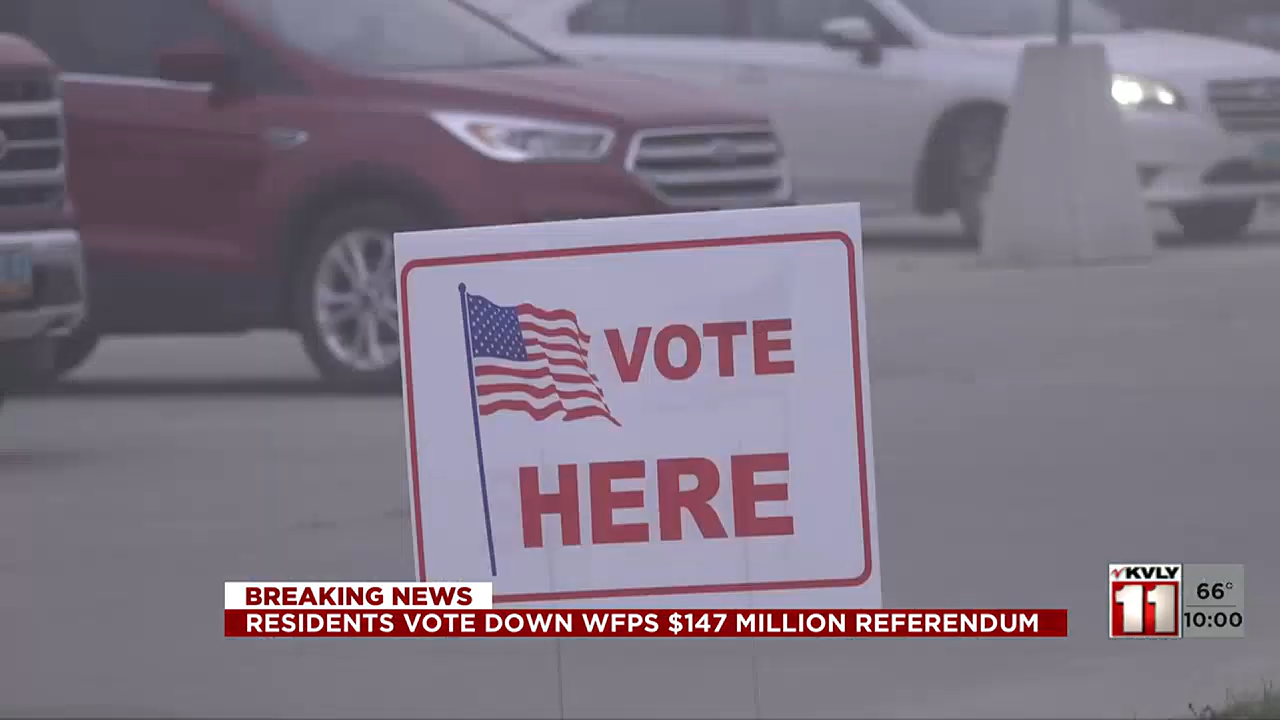 VOTE
HERE
BREAKING NEWS
RESIDENTS VOTE DOWN WFPS $147 MILLION REFERENDUM
KVLY
11
66°
10:00